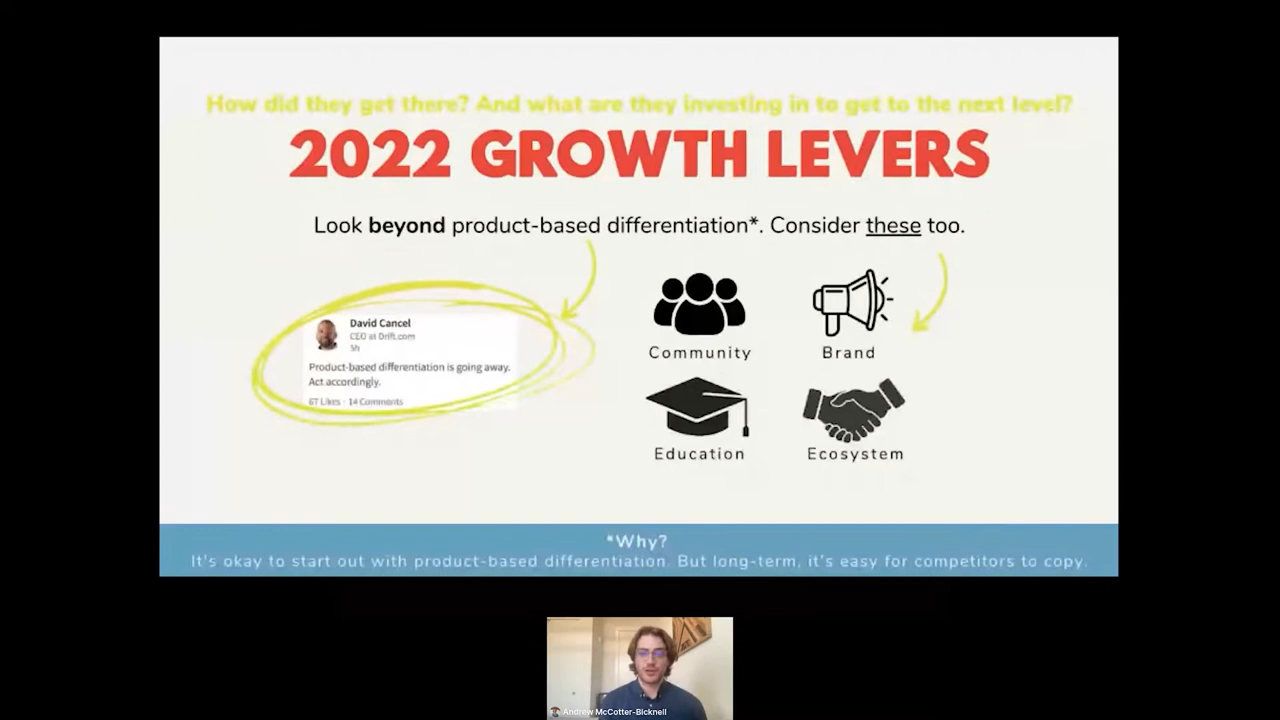 How did they get there? And what are they investing in to get to the next level?
2022 GROWTH LEVERS
Look beyond product-based differentiation*. Consider these too.
David Cancel
CEO at Drift.com
5h
Product-based differentiation is going away.
Act accordingly.
67 Likes · 14 Comments
Community
Brand
Education
Ecosystem
*Why?
It's okay to start out with product-based differentiation. But long-term, it's easy for competitors to copy.
Andrew McCotter-Bicknell